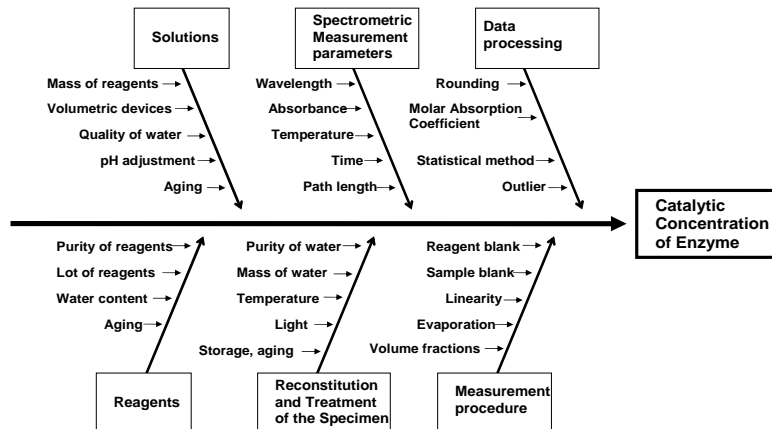 Solutions
Spectrometric
Measurement
parameters
Data
processing
Mass of reagents
Volumetric devices
Quality of water
pH adjustment
Aging
Wavelength
Absorbance
Temperature
Time
Path length
Rounding
Molar Absorption
Coefficient
Statistical method
Outlier
Catalytic
Concentration
of Enzyme
Purity of reagents
Lot of reagents
Water content
Aging
Purity of water
Mass of water
Temperature
Light
Storage, aging
Reagent blank
Sample blank
Linearity
Evaporation
Volume fractions
Reagents
Reconstitution
and Treatment
of the Specimen
Measurement
procedure